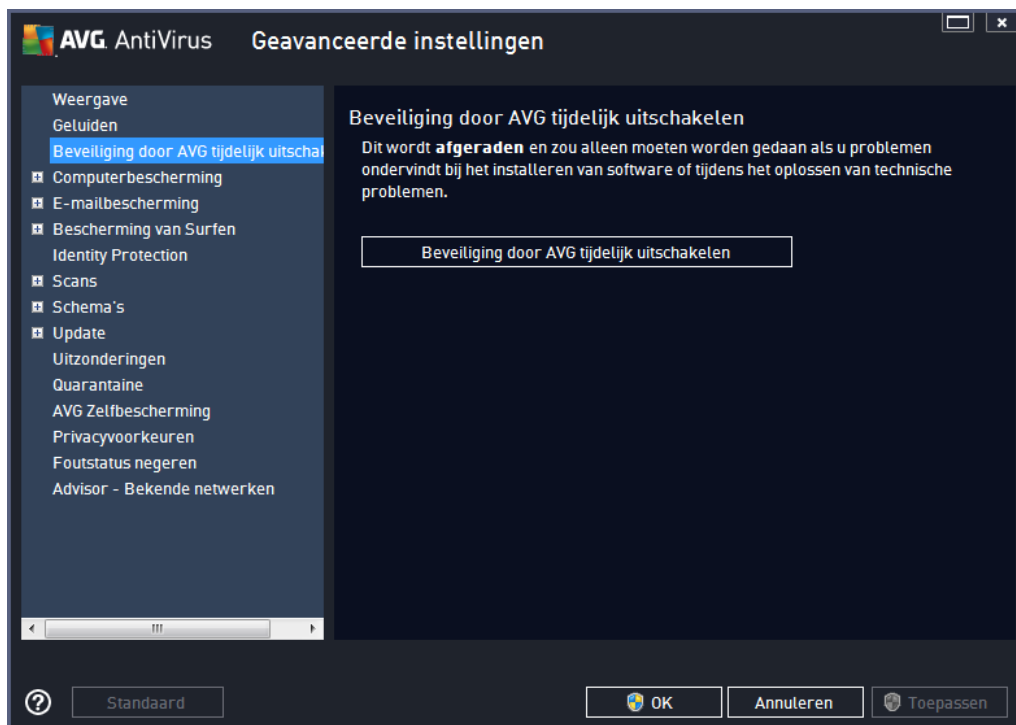 AVG. AntiVirus Geavanceerde instellingen
Weergave
Geluiden
Beveiliging door AVG tijdelijk uitschak
Computerbescherming
E-mailbescherming
Bescherming van Surfen
Identity Protection
Scans
Schema's
Update
Uitzonderingen
Quarantaine
AVG Zelfbescherming
Privacyvoorkeuren
Foutstatus negeren
Advisor - Bekende netwerken
Beveiliging door AVG tijdelijk uitschakelen
Dit wordt afgeraden en zou alleen moeten worden gedaan als u problemen
ondervindt bij het installeren van software of tijdens het oplossen van technische
problemen.
Beveiliging door AVG tijdelijk uitschakelen
Standaard
OK
Annuleren
Toepassen